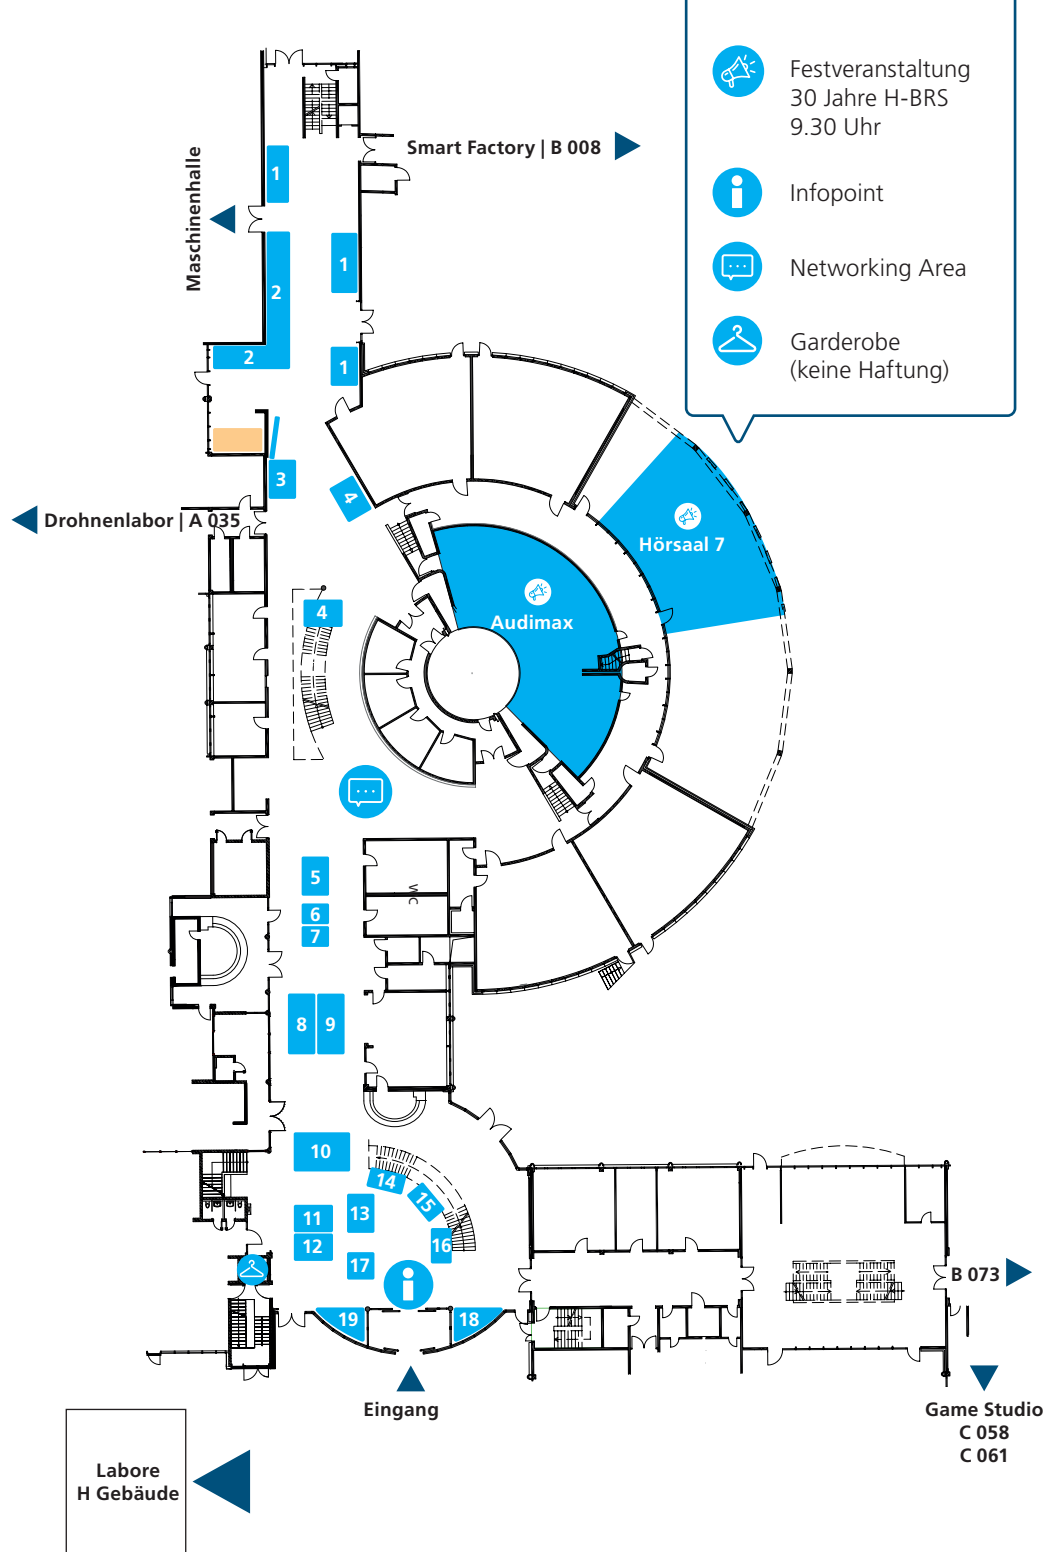 Festveranstaltung
30 Jahre H-BRS
9.30 Uhr
Infopoint
Networking Area
Garderobe
(keine Haftung)
Smart Factory | B 008
Maschinenhalle
1
1
2
2
1
3
4
Drohnenlabor | A 035
Hörsaal 7
Audimax
4
5
WC
6
7
8
9
10
14
15
13
11
12
16
17
19
18
B 073
Eingang
Game Studio
C 058
C 061
Labore
H Gebäude